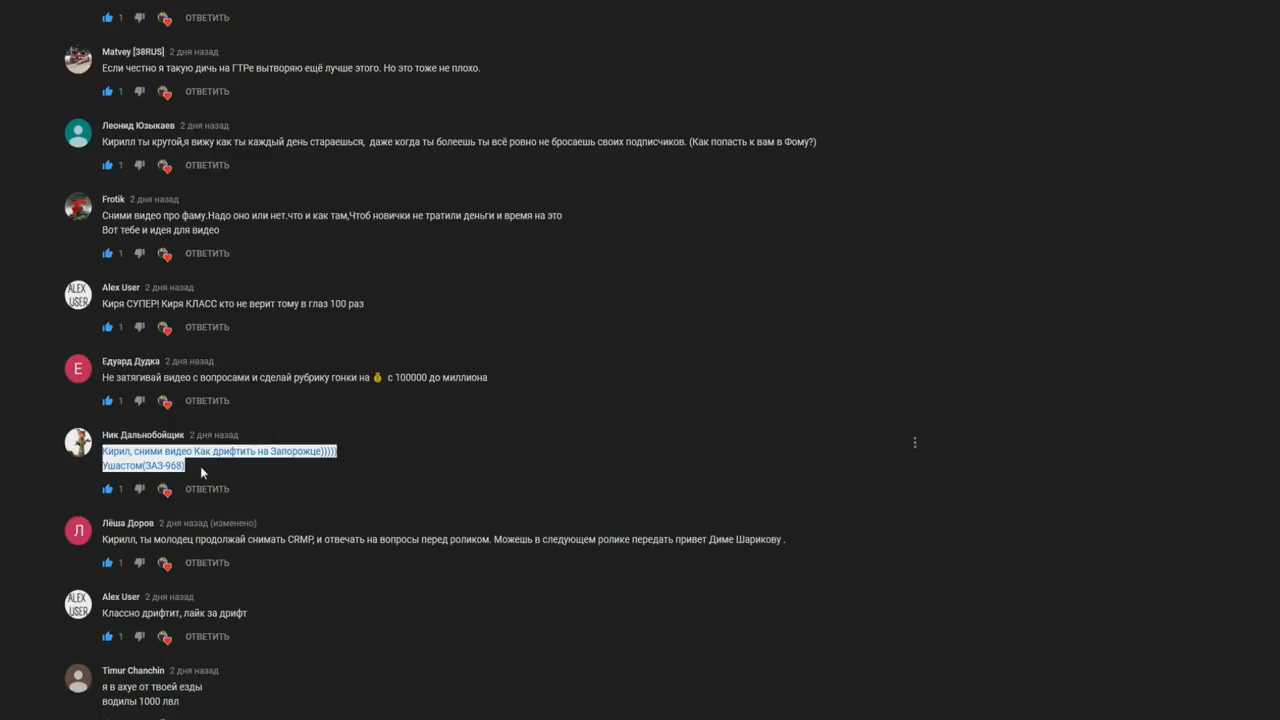 1 ОТВЕТИТЬ
Matvey [38RUS] 2 дня назад
Если честно я такую дичь на ГТРе вытворяю ещё лучше этого. Но это тоже не плохо.
1 ОТВЕТИТЬ
Леонид Юзыкаев 2 дня назад
Кирилл ты крутой,я вижу как ты каждый день стараешься, даже когда ты болеешь ты всё ровно не бросаешь своих подписчиков. (Как попасть к вам в Фому?)
1 ОТВЕТИТЬ
Frotik 2 дня назад
Сними видео про фаму.Надо оно или нет.что и как там,Чтоб новички не тратили деньги и время на это
Вот тебе и идея для видео
1 ОТВЕТИТЬ
ALEX
USER
Alex User 2 дня назад
Киря СУПЕР! Киря КЛАСС кто не верит тому в глаз 100 раз
1 ОТВЕТИТЬ
Е
Едуард Дудка 2 дня назад
Не затягивай видео с вопросами и сделай рубрику гонки на 💰 с 100000 до миллиона
1 ОТВЕТИТЬ
Ник Дальнобойщик 2 дня назад
Кирил, сними видео Как дрифтить на Запорожце)))))
Ушастом(ЗАЗ-968)
1 ОТВЕТИТЬ
Л
Лёша Доров 2 дня назад (изменено)
Кирилл, ты молодец продолжай снимать CRMP, и отвечать на вопросы перед роликом. Можешь в следующем ролике передать привет Диме Шарикову .
1 ОТВЕТИТЬ
ALEX
USER
Alex User 2 дня назад
Классно дрифтит, лайк за дрифт
1 ОТВЕТИТЬ
Timur Chanchin 2 дня назад
я в ахуе от твоей езды
водилы 1000 лвл